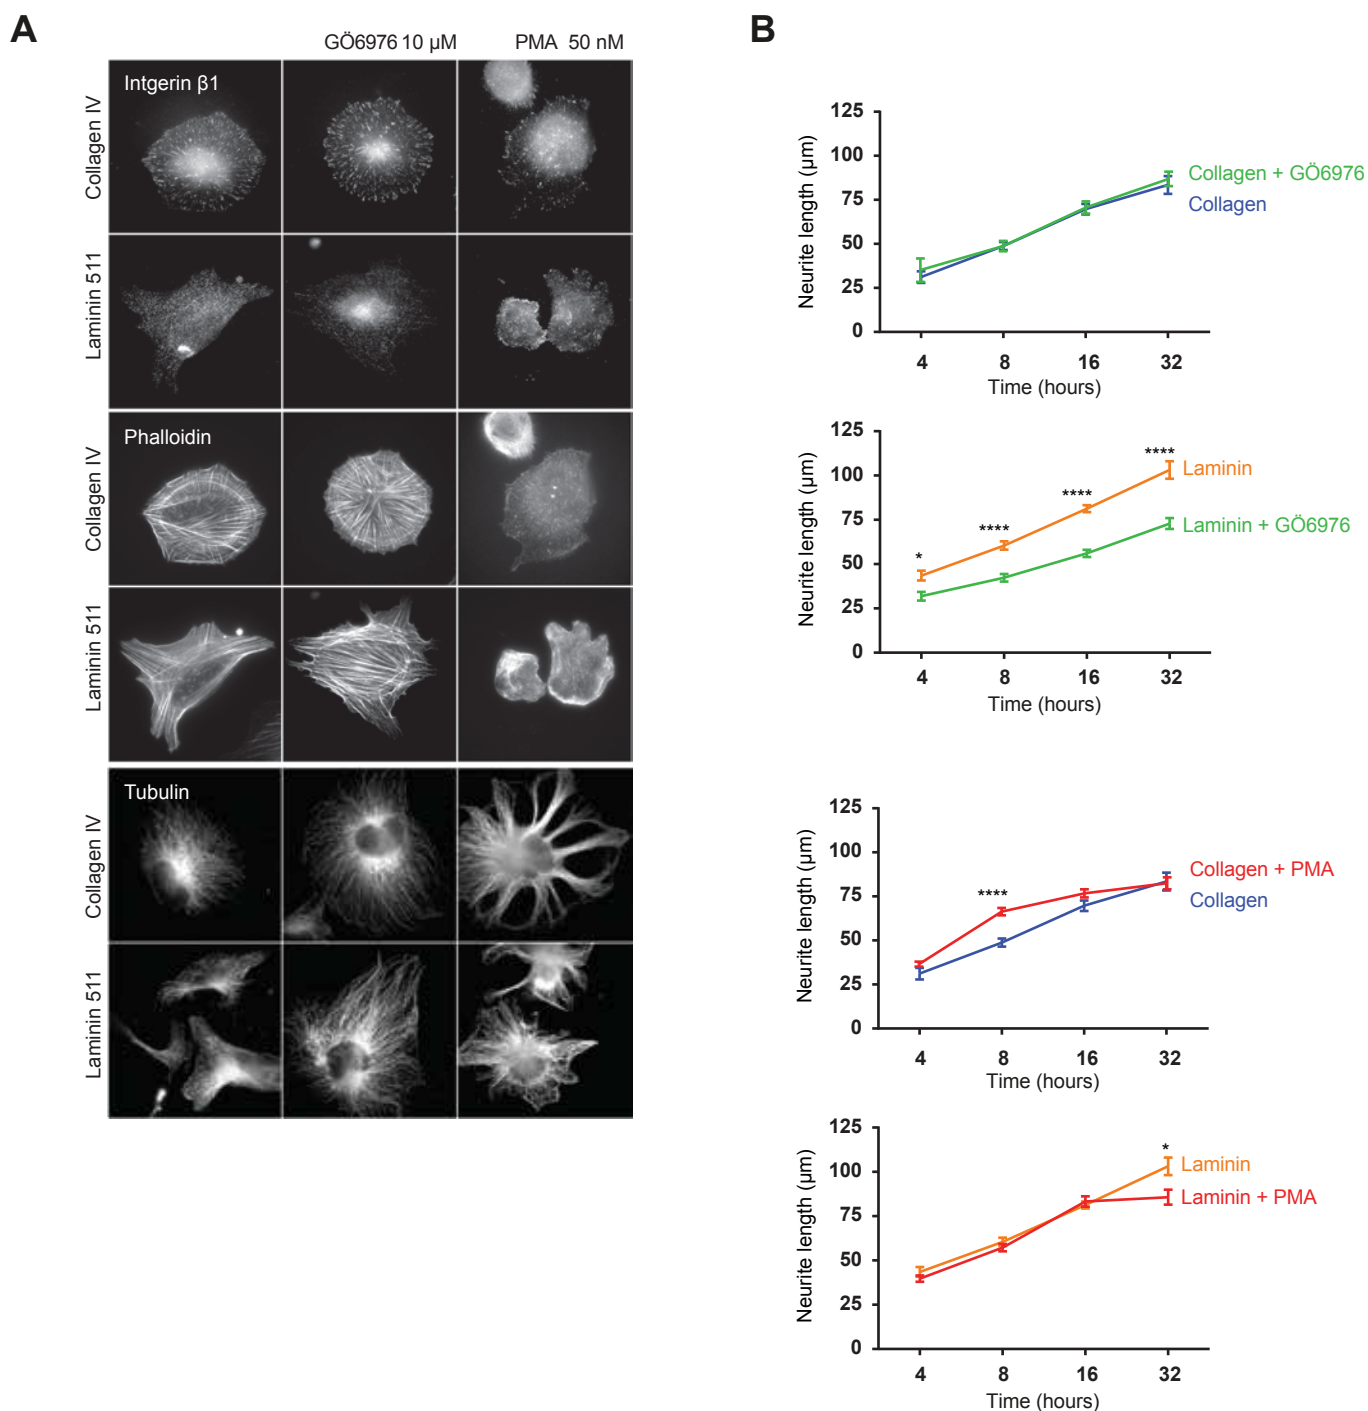 A
GÖ6976 10 µM
PMA 50 nM
Intgerin β1
Collagen IV
Laminin 511
Phalloidin
Collagen IV
Laminin 511
Tubulin
Collagen IV
Laminin 511
B
125
100
75
50
25
0
Neurite length (µm)
4 8 16 32
Time (hours)
Collagen + GÖ6976
Collagen
125
100
75
50
25
0
Neurite length (µm)
* **** **** ****
4 8 16 32
Time (hours)
Laminin
Laminin + GÖ6976
125
100
75
50
25
0
Neurite length (µm)
****
4 8 16 32
Time (hours)
Collagen + PMA
Collagen
125
100
75
50
25
0
Neurite length (µm)
*
4 8 16 32
Time (hours)
Laminin
Laminin + PMA